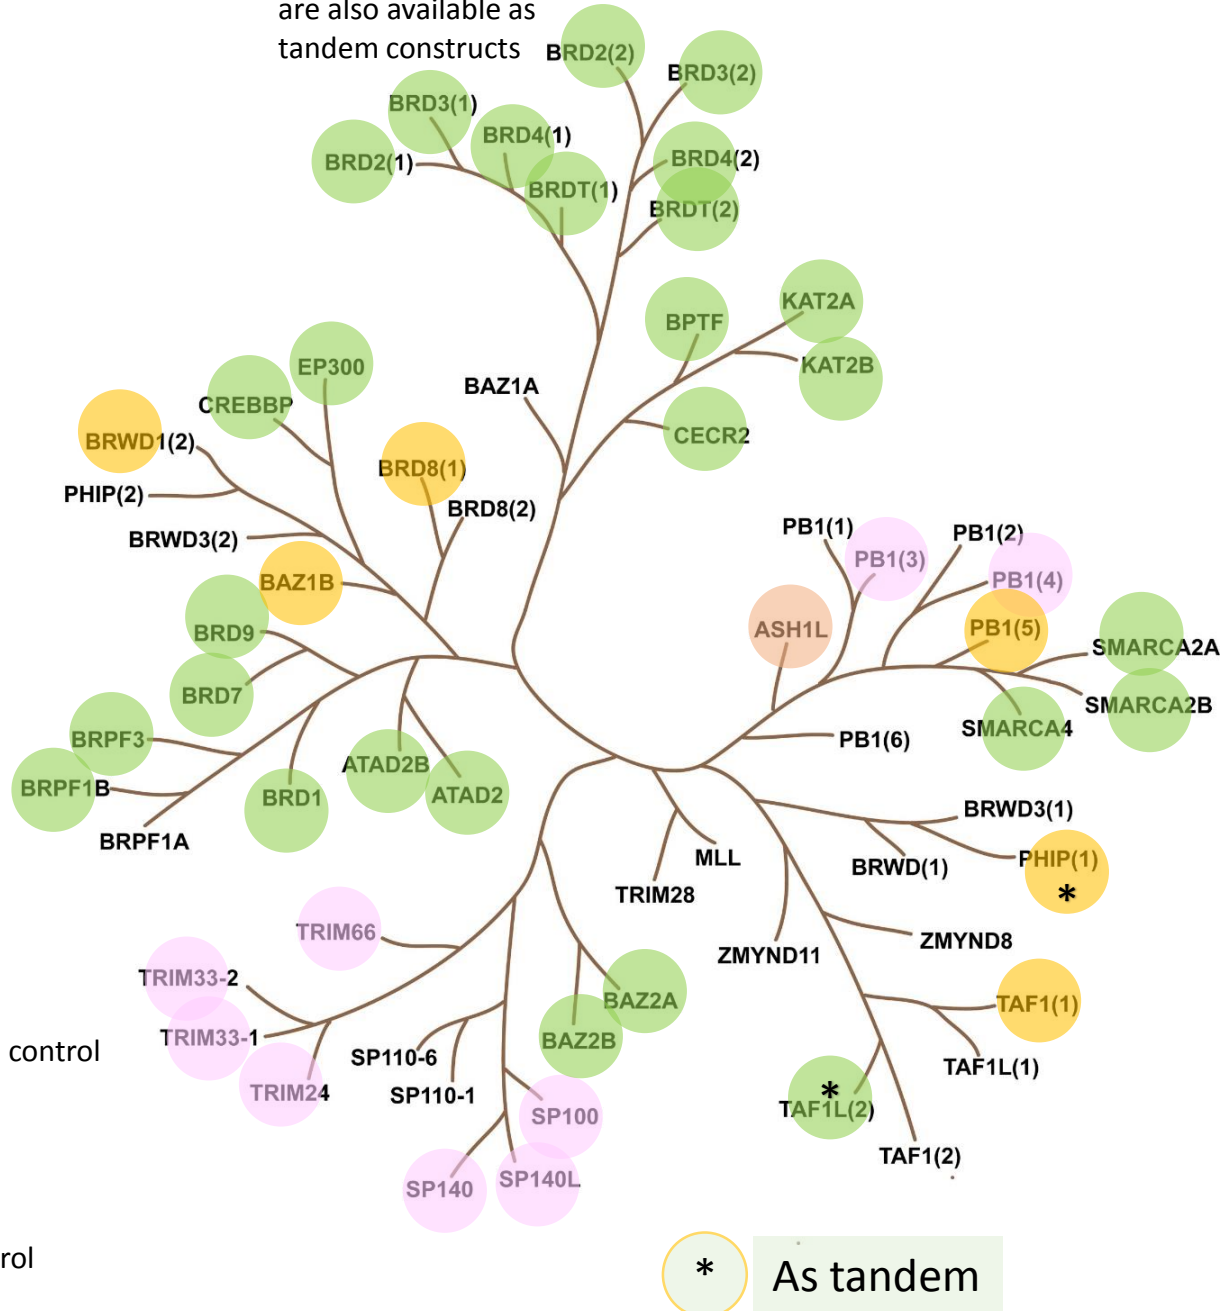 are also available as
tandem constructs
BRD2(2)
BRD3(2)
BRD3(1)
BRD4(1)
BRD2(1)
BRD4(2)
BRDT(1)
BRDT(2)
KAT2A
BPTF
KAT2B
EP300
BAZ1A
CREBBP
CECR2
BRWD1(2)
BRD8(1)
PHIP(2)
BRD8(2)
BRWD3(2)
PB1(1)
PB1(2)
PB1(3)
BAZ1B
PB1(4)
BRD9
ASH1L
PB1(5)
SMARCA2A
BRD7
SMARCA2B
SMARCA4
BRPF3
PB1(6)
ATAD2B
BRPF1B
BRD1
ATAD2
BRWD3(1)
BRPF1A
MLL
BRWD(1)
PHIP(1)
*
TRIM28
TRIM66
ZMYND8
ZMYND11
TRIM33-2
BAZ2A
TAF1(1)
TRIM33-1
BAZ2B
control
SP110-6
TAF1L(1)
TRIM24
SP110-1
*
TAF1L(2)
SP100
TAF1(2)
SP140
SP140L
rol
* As tandem